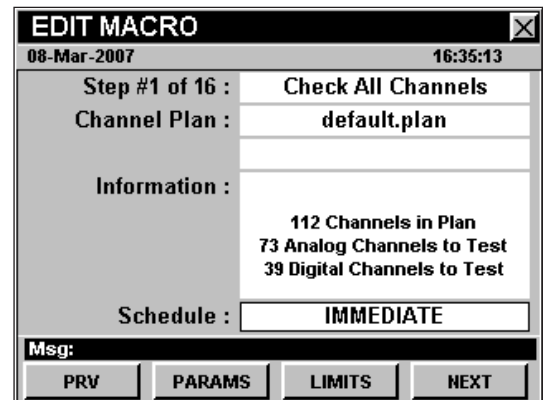 EDIT MACRO
08-Mar-2007 16:35:13
Step #1 of 16 : Check All Channels
Channel Plan : default.plan
Information :
112 Channels in Plan
73 Analog Channels to Test
39 Digital Channels to Test
Schedule : IMMEDIATE
Msg:
PRV PARAMS LIMITS NEXT